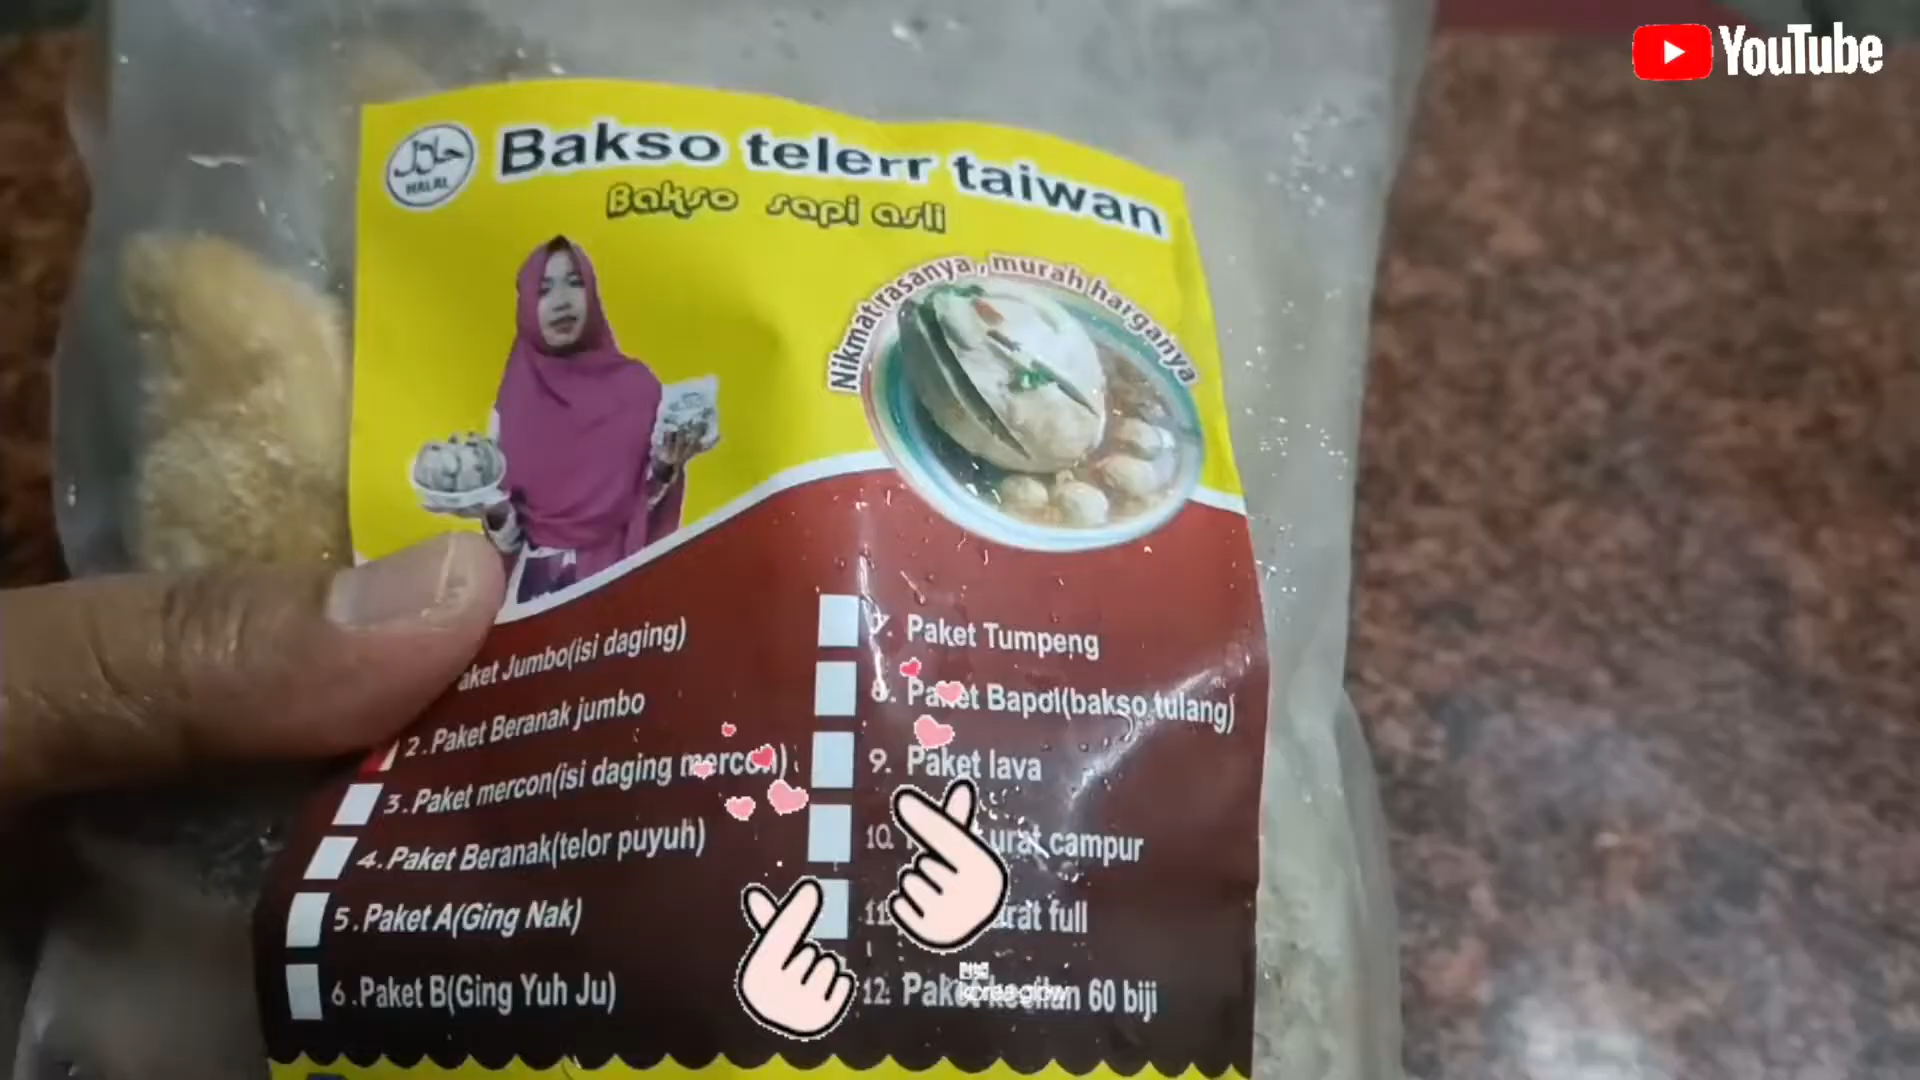 YouTube
حلال
HALAL
Bakso telerr taiwan
Bakso sapi asli
Nikmat rasanya, murah harganya
aket Jumbo(isi daging)
2.Paket Beranak jumbo
3.Paket mercon(isi daging mercon)
4.Paket Beranak(telor puyuh)
5.Paket A(Ging Nak)
6.Paket B(Ging Yuh Ju)
7. Paket Tumpeng
8. Paket Bapol(bakso tulang)
9. Paket lava
10. urat campur
11. urat full
12. Paket 60 biji